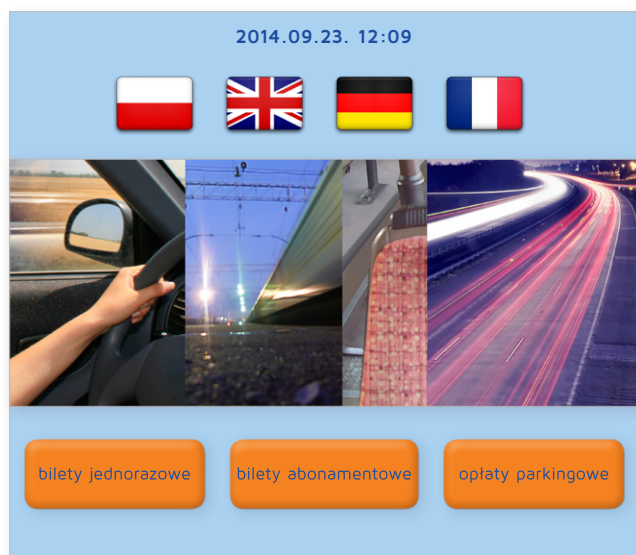 2014.09.23. 12:09
bilety jednorazowe
bilety abonamentowe
opłaty parkingowe